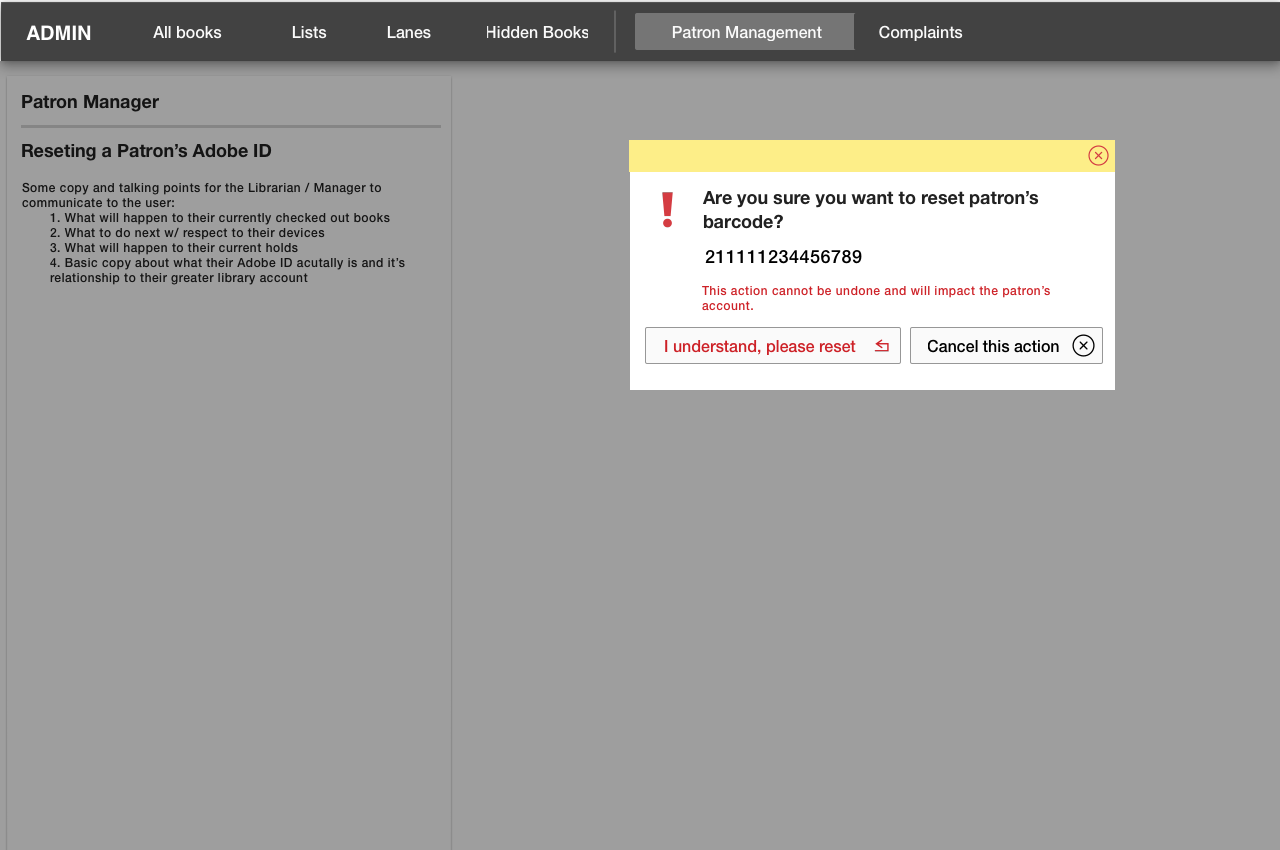 ADMIN All books Lists Lanes Hidden Books Patron Management Complaints
Patron Manager
Reseting a Patron’s Adobe ID
Some copy and talking points for the Librarian / Manager to
communicate to the user:
1. What will happen to their currently checked out books
2. What to do next w/ respect to their devices
3. What will happen to their current holds
4. Basic copy about what their Adobe ID acutally is and it’s
relationship to their greater library account
Are you sure you want to reset patron’s
barcode?
211111234456789
This action cannot be undone and will impact the patron’s
account.
I understand, please reset
Cancel this action